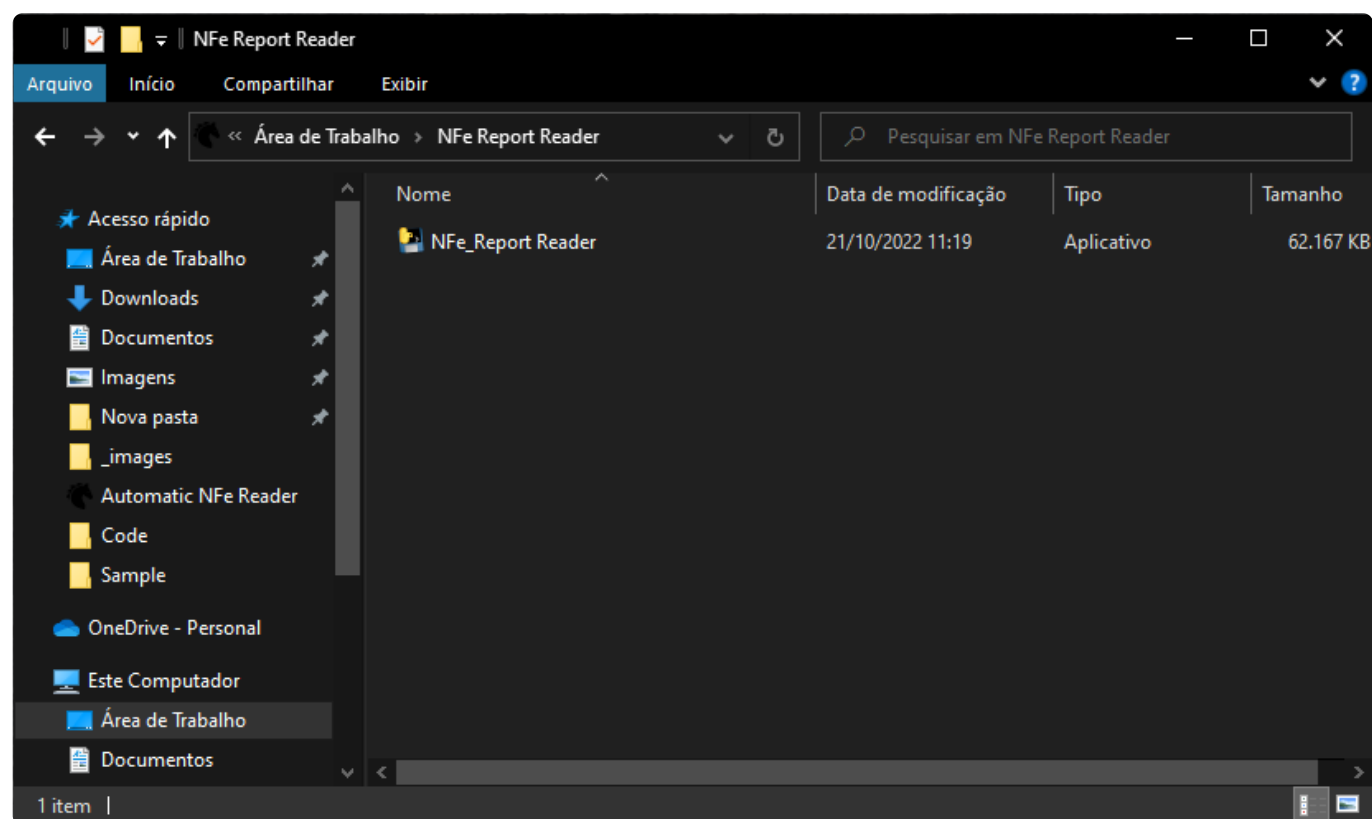 NFe Report Reader
Arquivo Início Compartilhar Exibir
« Área de Trabalho > NFe Report Reader Pesquisar em NFe Report Reader
Nome Data de modificação Tipo Tamanho
NFe_Report Reader 21/10/2022 11:19 Aplicativo 62.167 KB
Acesso rápido
Área de Trabalho
Downloads
Documentos
Imagens
Nova pasta
_images
Automatic NFe Reader
Code
Sample
OneDrive - Personal
Este Computador
Área de Trabalho
Documentos
1 item